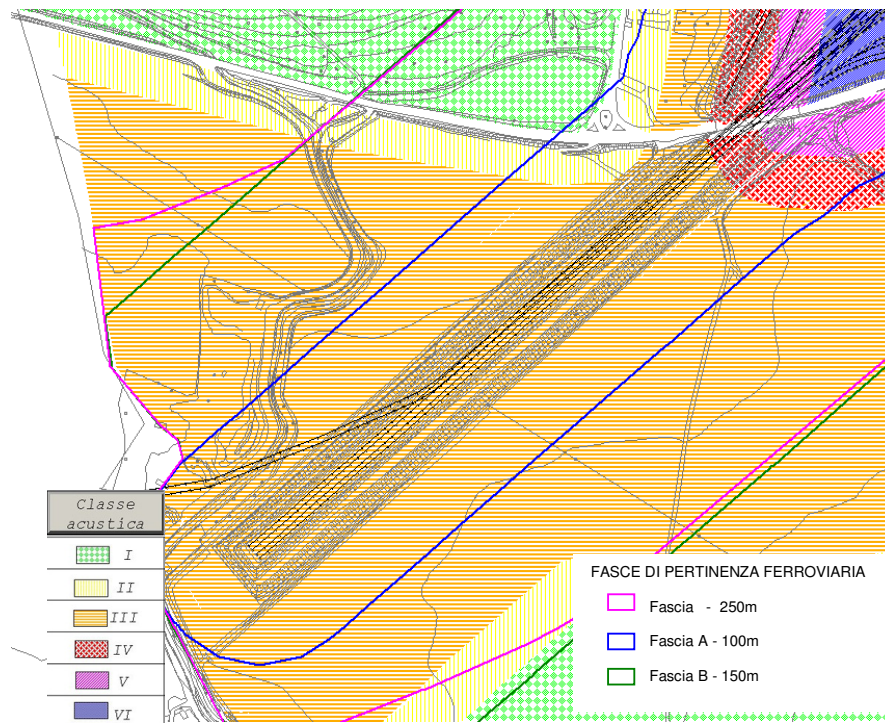 Classe
acustica
I
II
III
IV
V
VI
FASCE DI PERTINENZA FERROVIARIA
Fascia - 250m
Fascia A - 100m
Fascia B - 150m